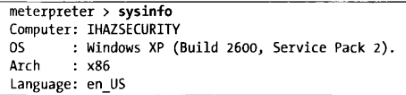 meterpreter > sysinfo
Computer: IHAZSECURITY
OS       : Windows XP (Build 2600, Service Pack 2).
Arch     : x86
Language: en_US